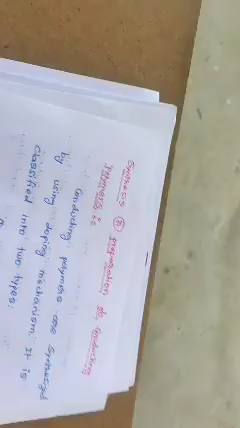 Synthesis (or) preparation of conducting
polymers :-
Conducting polymers are synthesized
by using doping mechanism. It is
classified into two types.